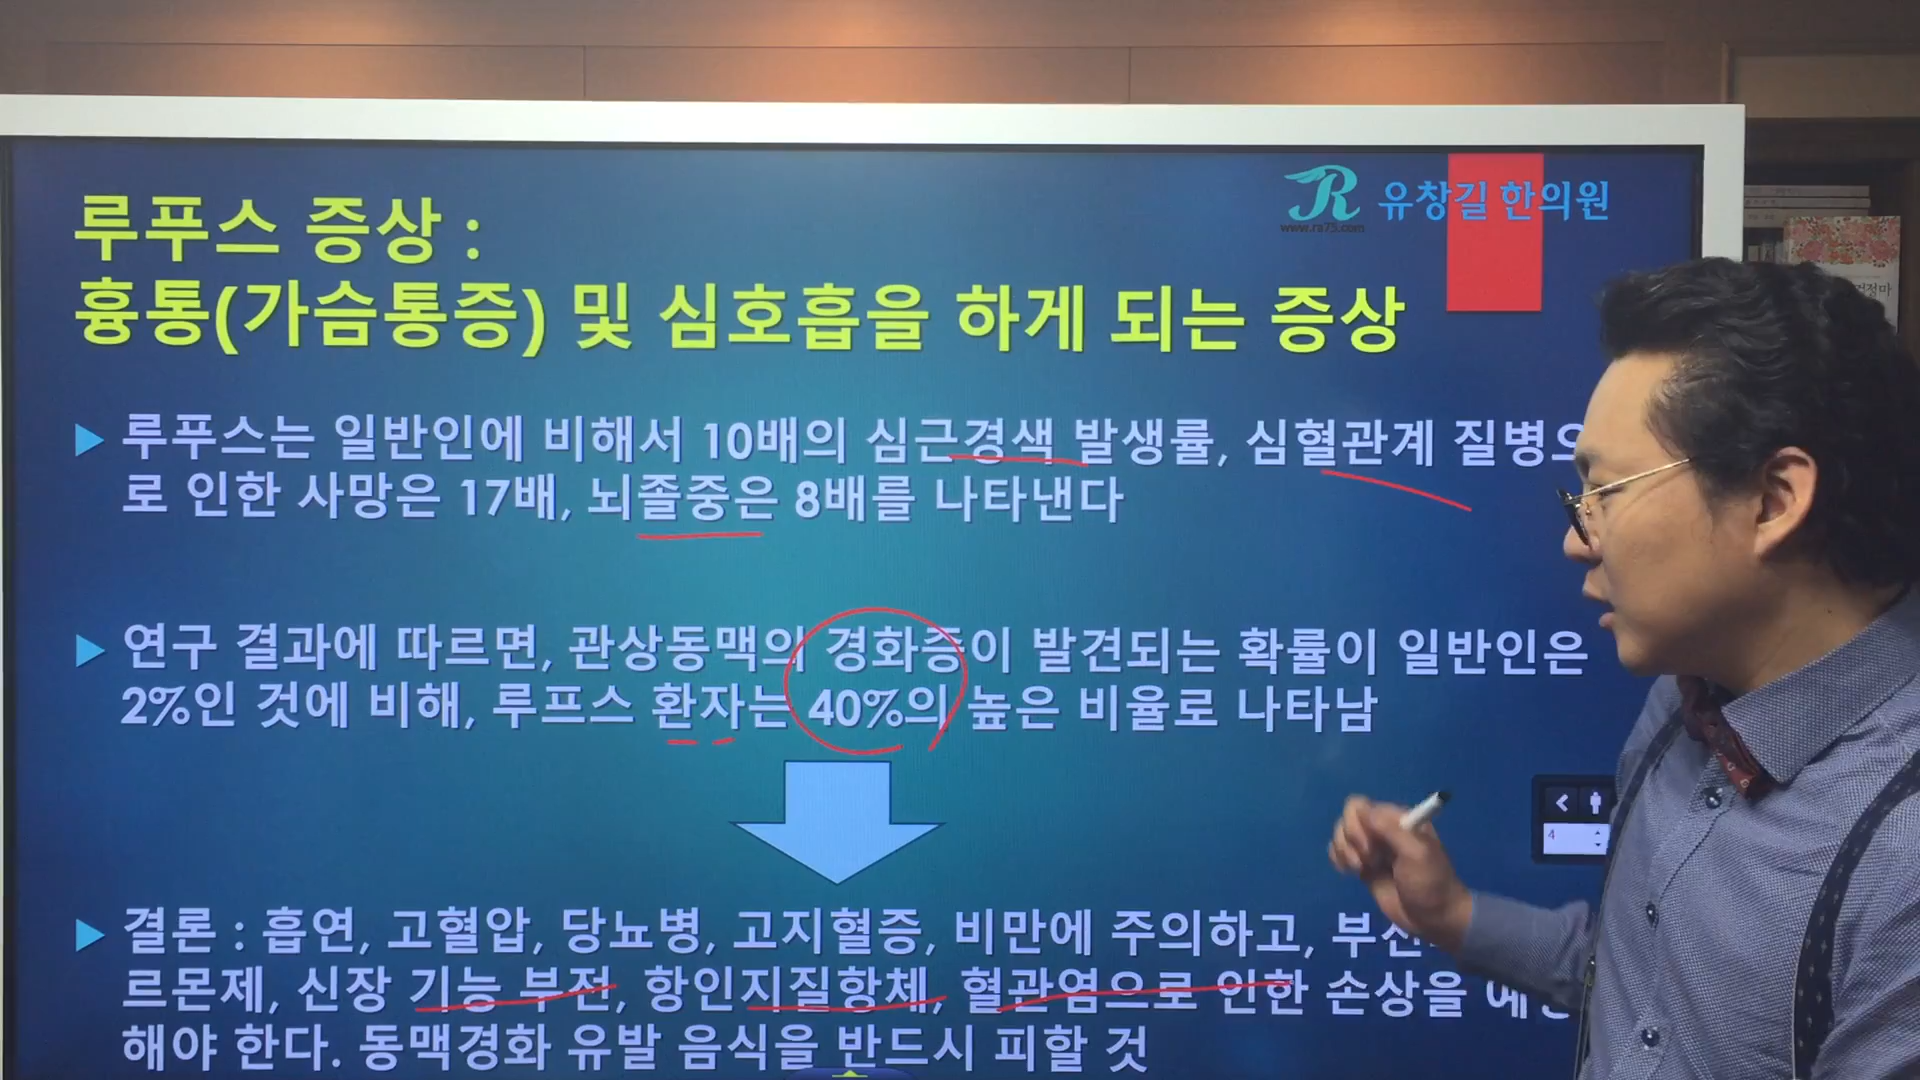 유창길 한의원
www.ra75.com
루푸스 증상 :
흉통(가슴통증) 및 심호흡을 하게 되는 증상
루푸스는 일반인에 비해서 10배의 심근경색 발생률, 심혈관계 질병으
로 인한 사망은 17배, 뇌졸중은 8배를 나타낸다
연구 결과에 따르면, 관상동맥의 경화증이 발견되는 확률이 일반인은
2%인 것에 비해, 루프스 환자는 40%의 높은 비율로 나타남
결론 : 흡연, 고혈압, 당뇨병, 고지혈증, 비만에 주의하고,
르몬제, 신장 기능 부전, 항인지질항체, 혈관염으로 인한 손상을
해야 한다. 동맥경화 유발 음식을 반드시 피할 것
4